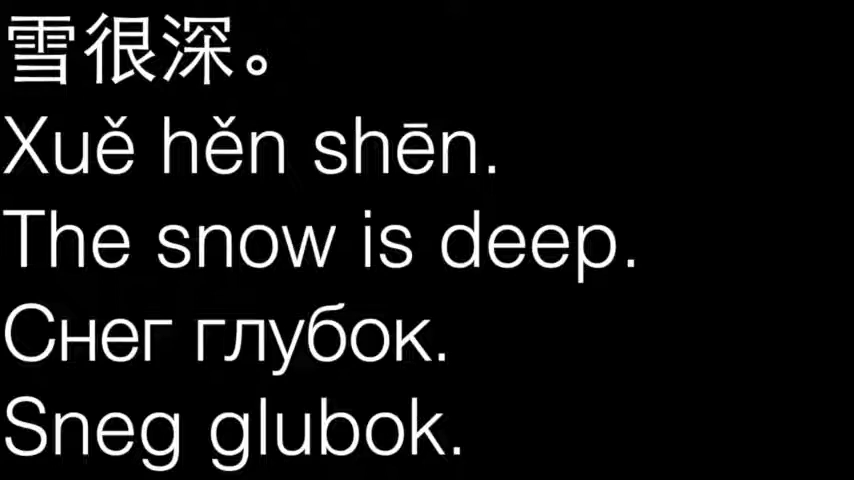 雪很深。
Xuě hěn shēn.
The snow is deep.
Снег глубок.
Sneg glubok.